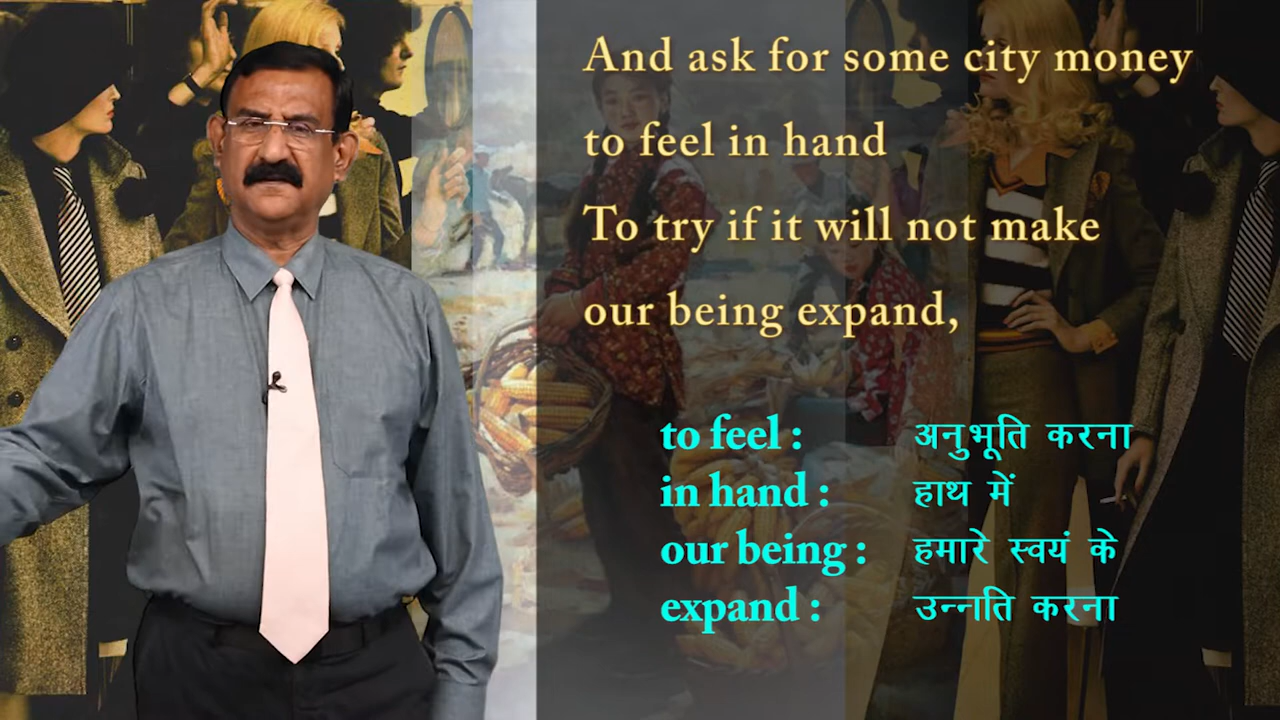 And ask for some city money
to feel in hand
To try if it will not make
our being expand,
to feel : अनुभूति करना
in hand : हाथ में
our being : हमारे स्वयं के
expand : उन्नति करना